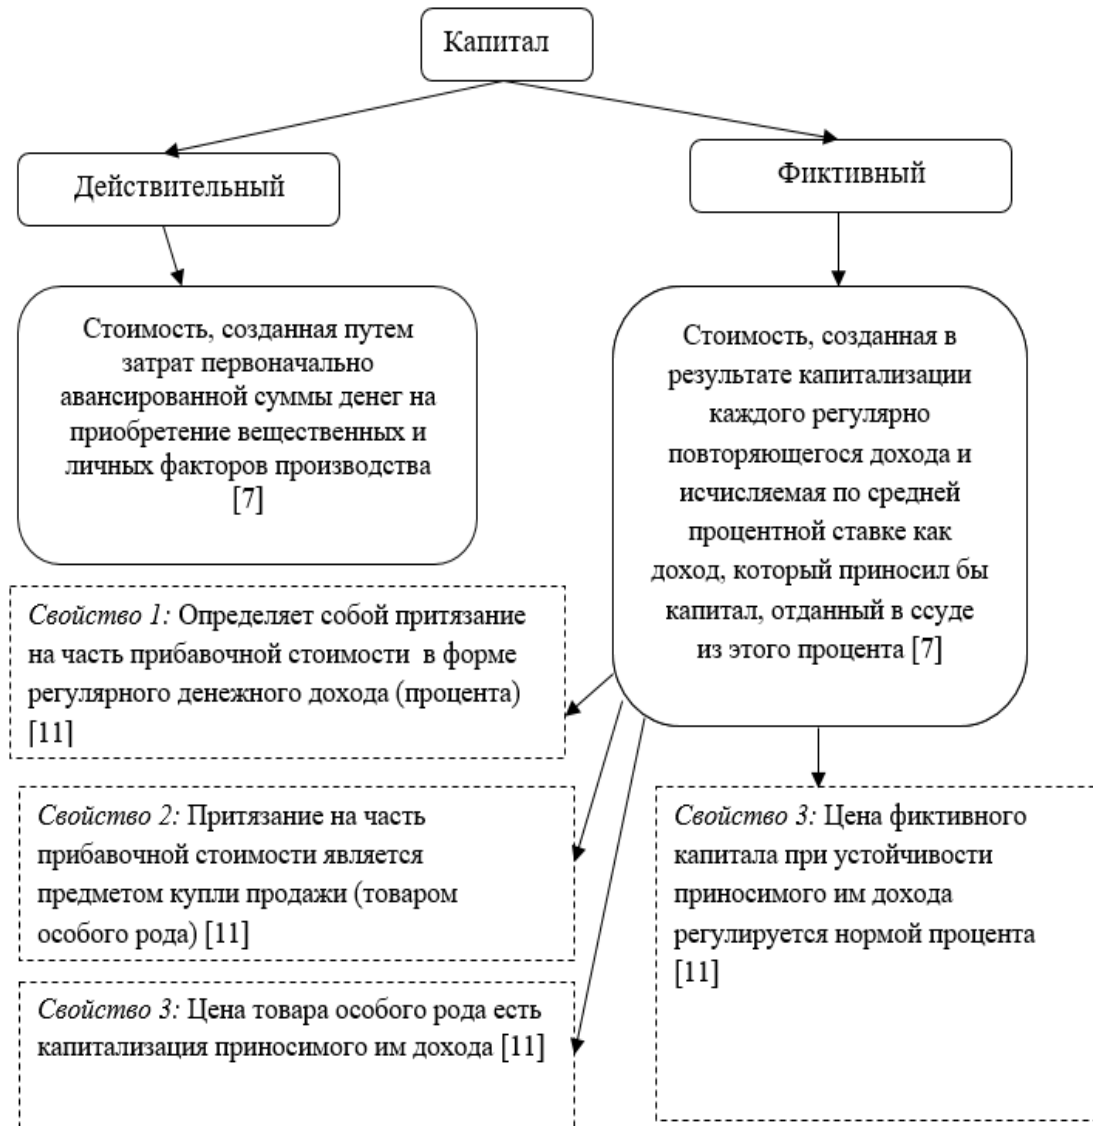 Капитал
Действительный
Фиктивный
Стоимость, созданная путем
затрат первоначально
авансированной суммы денег на
приобретение вещественных и
личных факторов производства
[7]
Стоимость, созданная в
результате капитализации
каждого регулярно
повторяющегося дохода и
исчисляемая по средней
процентной ставке как
доход, который приносил бы
капитал, отданный в ссуде
из этого процента [7]
Свойство 1: Определяет собой притязание
на часть прибавочной стоимости в форме
регулярного денежного дохода (процента)
[11]
Свойство 2: Притязание на часть
прибавочной стоимости является
предметом купли продажи (товаром
особого рода) [11]
Свойство 3: Цена товара особого рода есть
капитализация приносимого им дохода [11]
Свойство 3: Цена фиктивного
капитала при устойчивости
приносимого им дохода
регулируется нормой процента
[11]